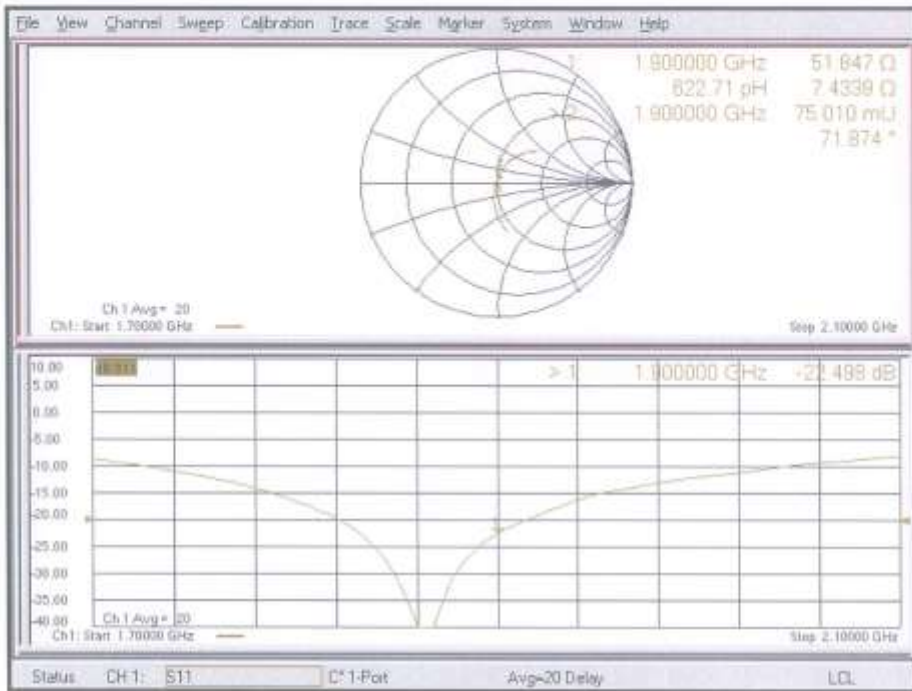 File View Channel Sweep Calibration Trace Scale Marker System Window Help
1 1.900000 GHz 51.847 Ω
622.71 pH 7.4339 Ω
1.900000 GHz 75.010 mU
71.874 °
Ch 1 Avg = 20
Ch1: Start 1.70000 GHz
Stop 2.10000 GHz
10.00
> 1 1.900000 GHz -22.498 dB
5.00
0.00
-5.00
-10.00
-15.00
-20.00
-25.00
-30.00
-35.00
-40.00
Ch 1 Avg = 20
Ch1: Start 1.70000 GHz
Stop 2.10000 GHz
Status CH 1: S11 C* 1-Port Avg=20 Delay LCL